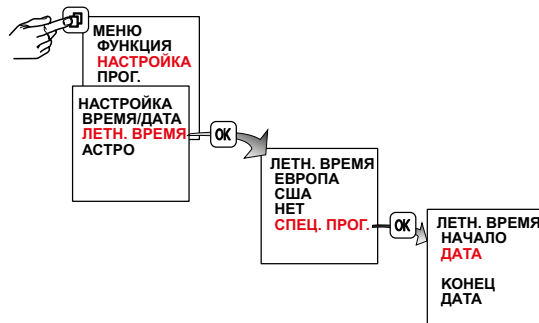 МЕНЮ
ФУНКЦИЯ
НАСТРОЙКА
ПРОГ.
НАСТРОЙКА
ВРЕМЯ/ДАТА
ЛЕТН. ВРЕМЯ
АСТРО
OK
ЛЕТН. ВРЕМЯ
ЕВРОПА
США
НЕТ
СПЕЦ. ПРОГ.
OK
ЛЕТН. ВРЕМЯ
НАЧАЛО
ДАТА
КОНЕЦ
ДАТА